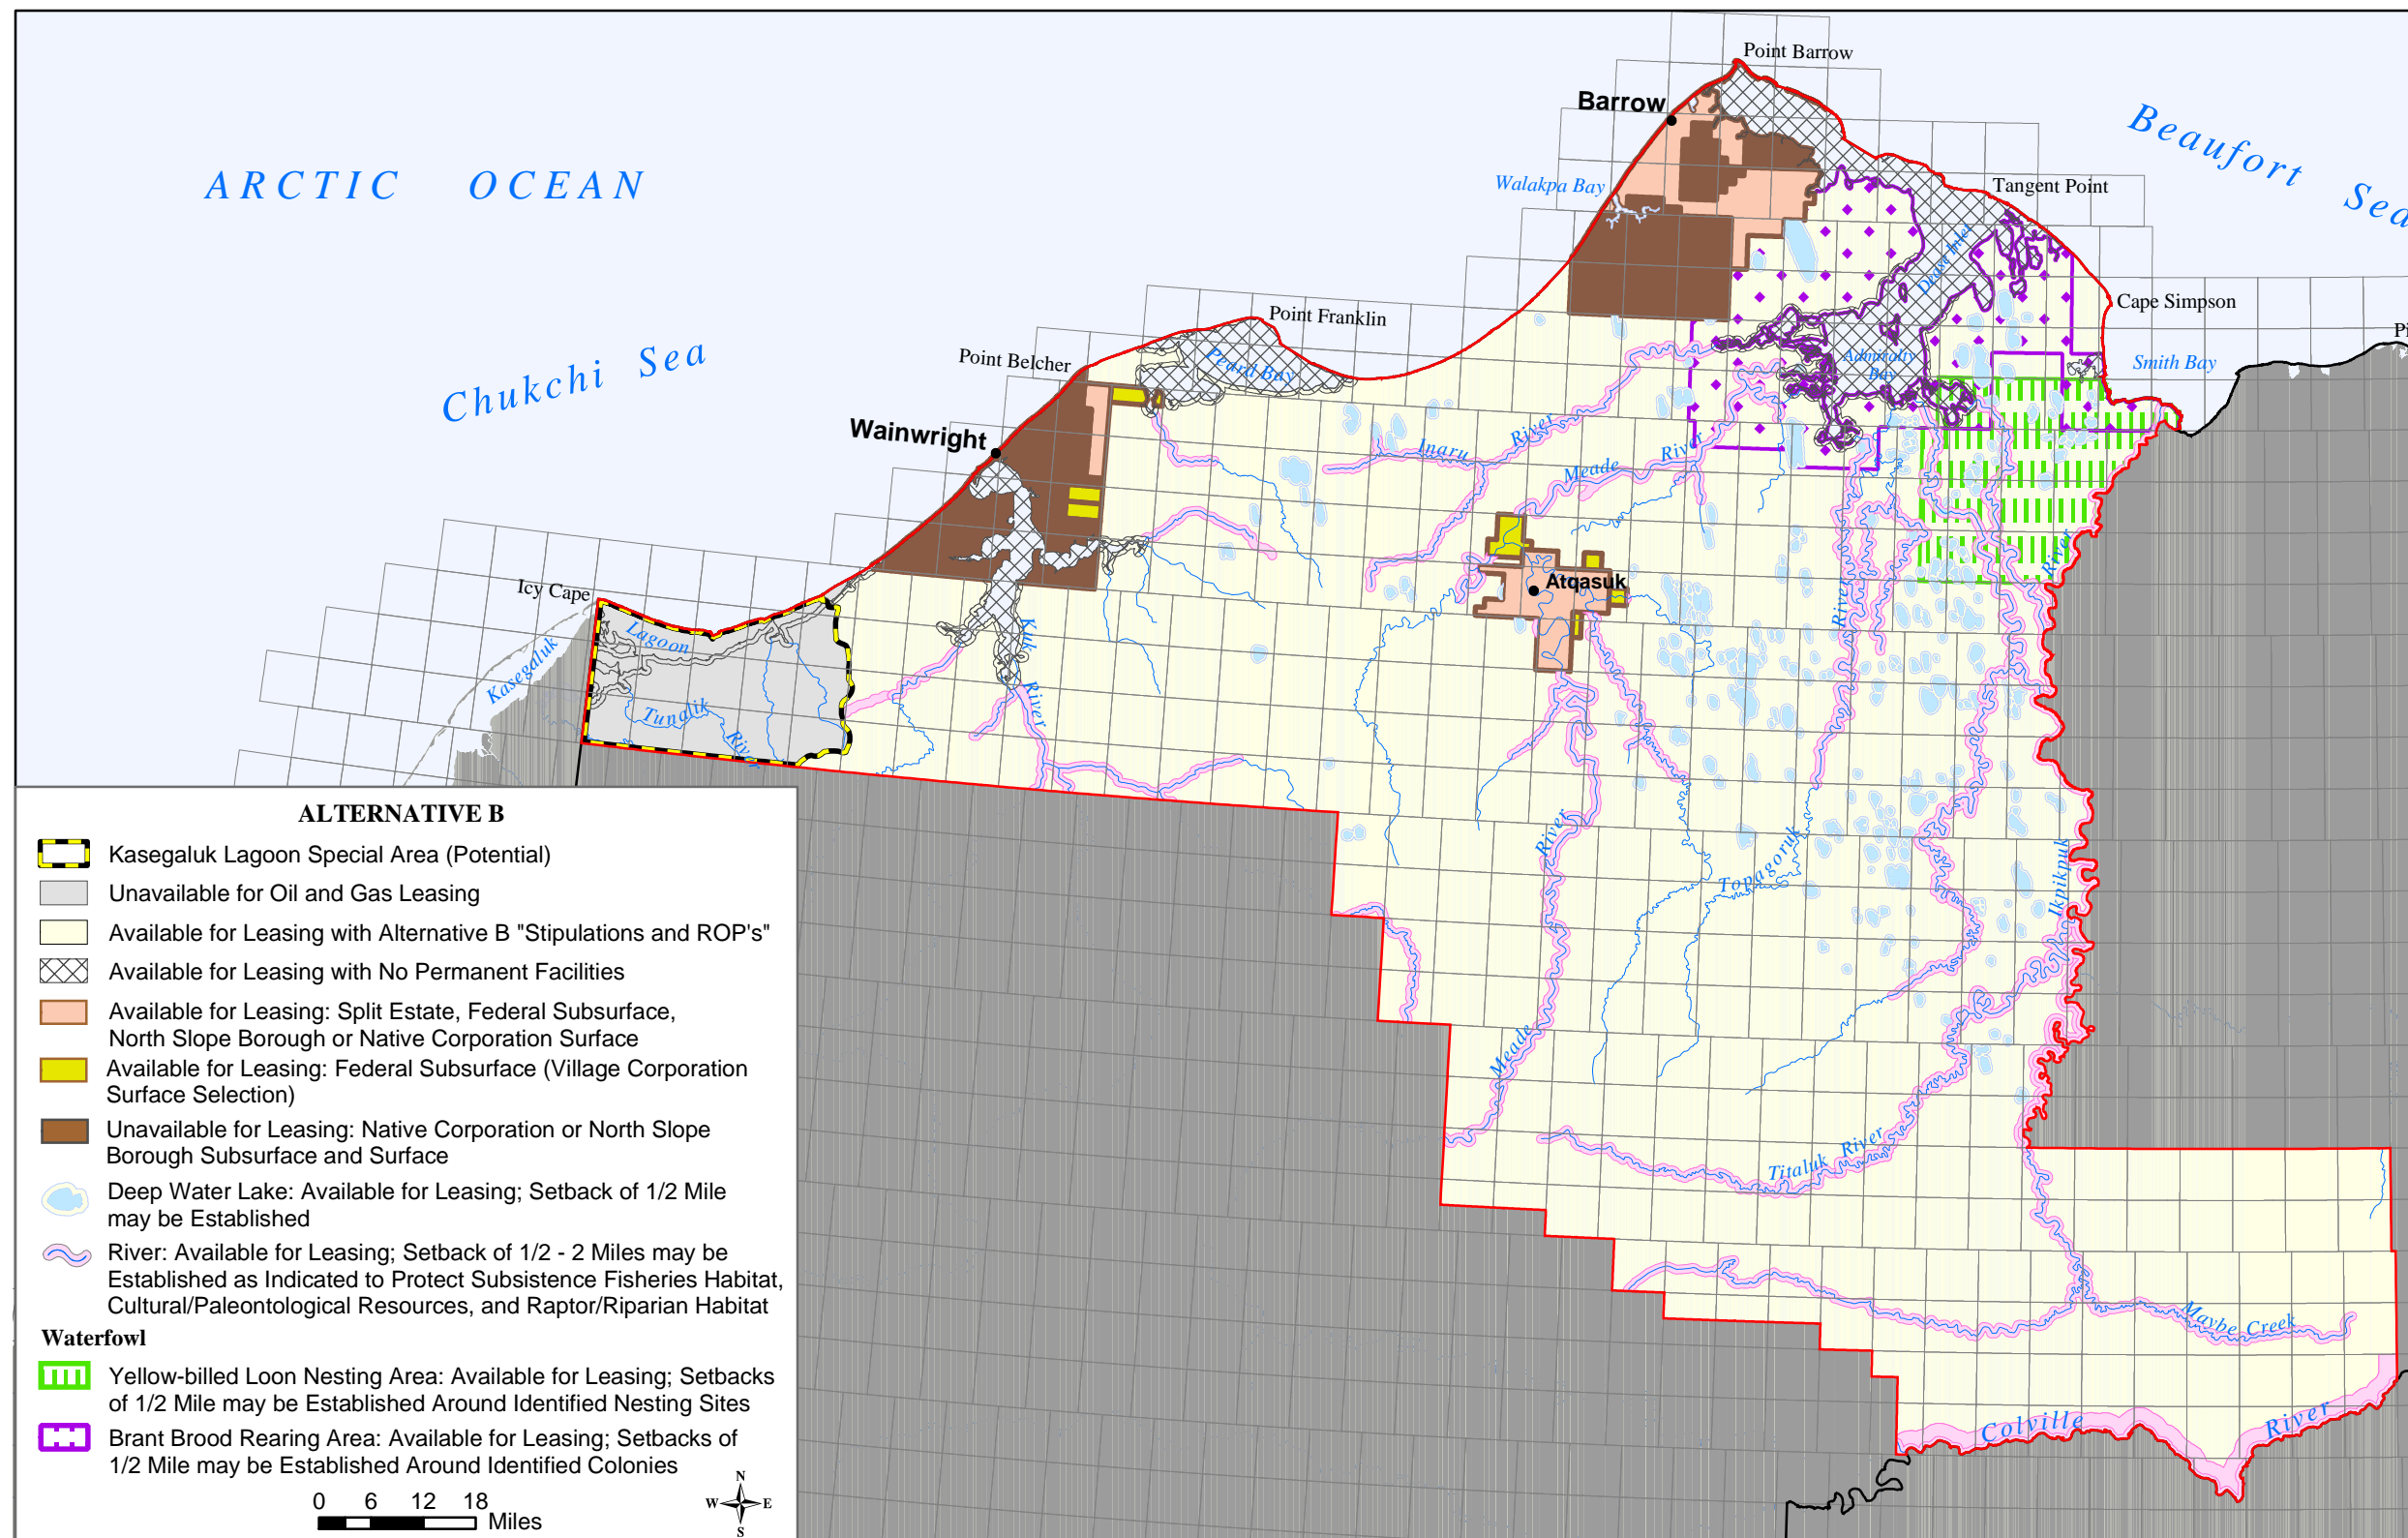 Point Barrow
Barrow
Beaufort Sea
ARCTIC OCEAN
Walakpa Bay
Tangent Point
Dease Inlet
Cape Simpson
Point Franklin
Point Belcher
Peard Bay
Chukchi Sea
Admiralty
Bay
Smith Bay
Wainwright
Inaru River
Meade River
River
River
Atqasuk
Icy Cape
Kasegaluk
Lagoon
Kuk River
Tunalik River
Meade River
Topagoruk
Ikpikpuk
Titaluk River
Maybe Creek
Colville River
ALTERNATIVE B
Kasegaluk Lagoon Special Area (Potential)
Unavailable for Oil and Gas Leasing
Available for Leasing with Alternative B "Stipulations and ROP's"
Available for Leasing with No Permanent Facilities
Available for Leasing: Split Estate, Federal Subsurface,
North Slope Borough or Native Corporation Surface
Available for Leasing: Federal Subsurface (Village Corporation
Surface Selection)
Unavailable for Leasing: Native Corporation or North Slope
Borough Subsurface and Surface
Deep Water Lake: Available for Leasing; Setback of 1/2 Mile
may be Established
River: Available for Leasing; Setback of 1/2 - 2 Miles may be
Established as Indicated to Protect Subsistence Fisheries Habitat,
Cultural/Paleontological Resources, and Raptor/Riparian Habitat
Waterfowl
Yellow-billed Loon Nesting Area: Available for Leasing; Setbacks
of 1/2 Mile may be Established Around Identified Nesting Sites
Brant Brood Rearing Area: Available for Leasing; Setbacks of
1/2 Mile may be Established Around Identified Colonies
0 6 12 18
Miles
N
W E
S